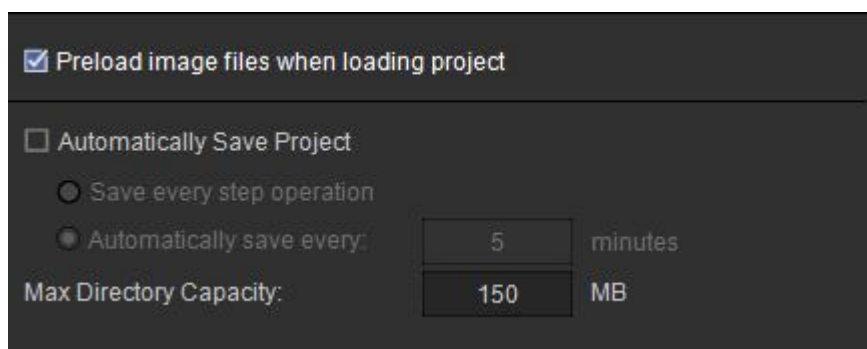 Preload image files when loading project
Automatically Save Project
Save every step operation
Automatically save every: 5 minutes
Max Directory Capacity: 150 MB